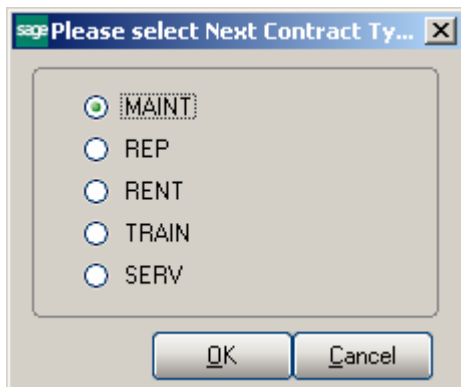 sage Please select Next Contract Ty...
MAINT
REP
RENT
TRAIN
SERV
OK Cancel